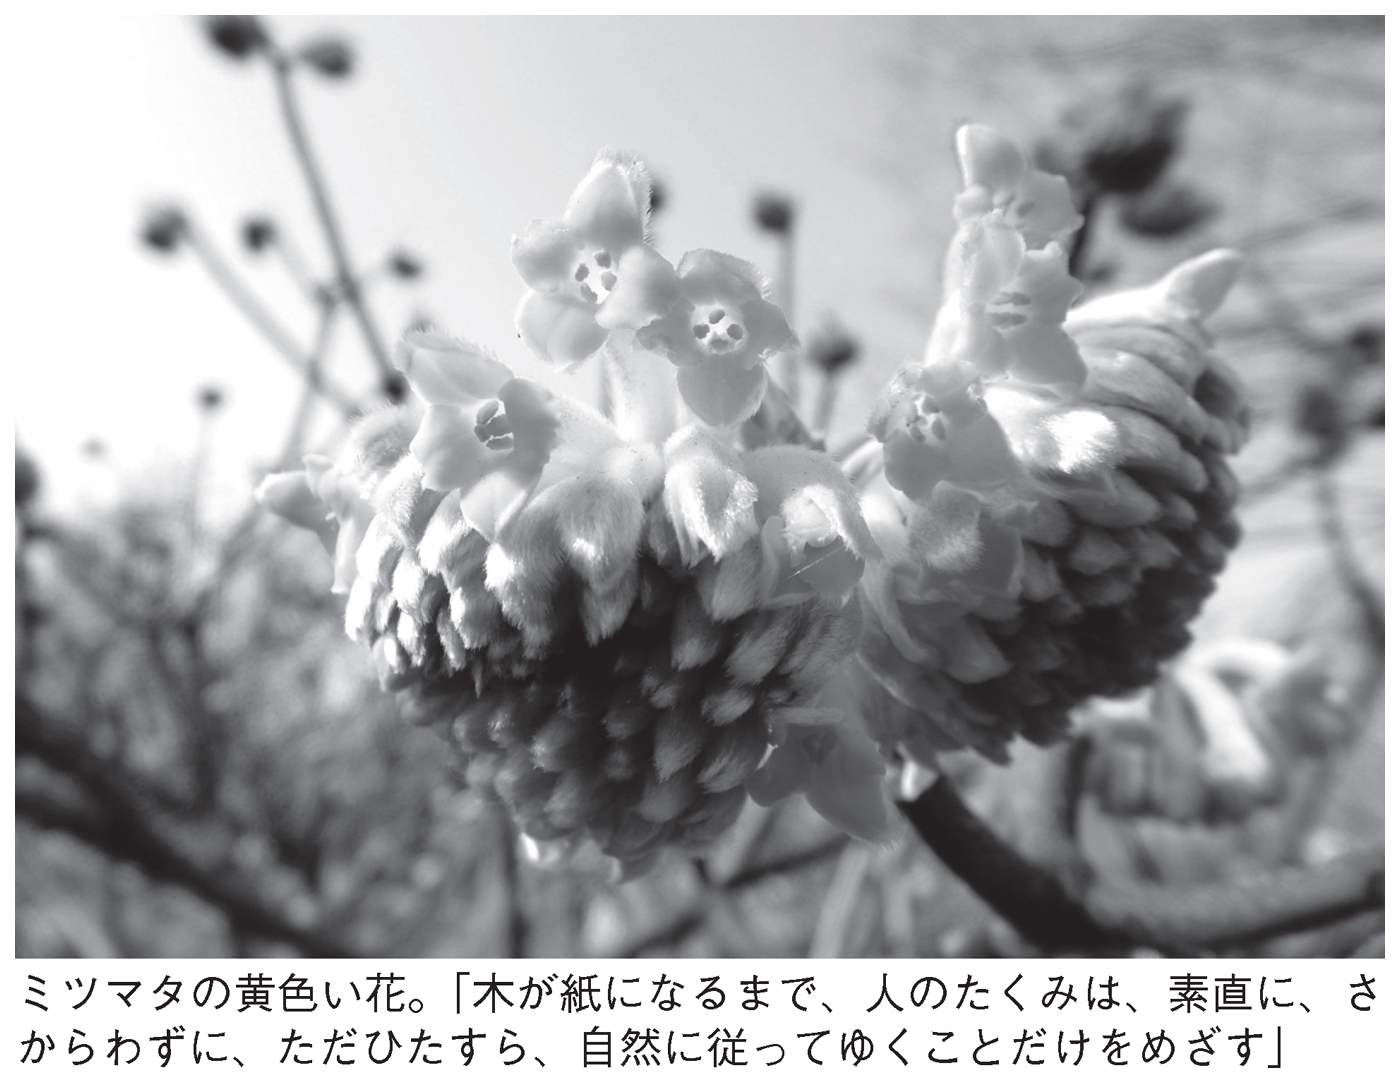 ミツマタの黄色い花。「木が紙になるまで、人のたくみは、素直に、さ
からわずに、ただひたすら、自然に従ってゆくことだけをめざす」